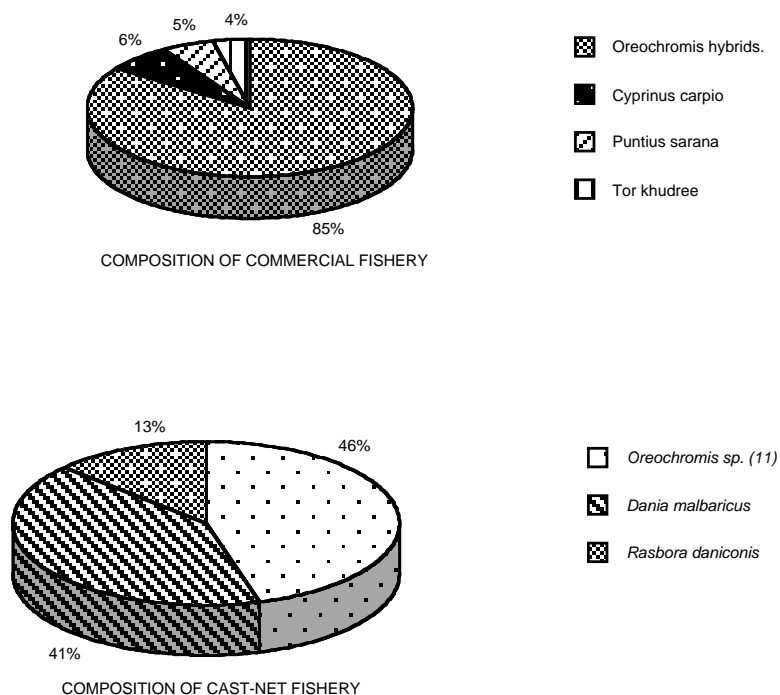 4%
5%
6%
Oreochromis hybrids.
Cyprinus carpio
Puntius sarana
Tor khudree
85%
COMPOSITION OF COMMERCIAL FISHERY
13%
46%
Oreochromis sp. (11)
Dania malbaricus
Rasbora daniconis
41%
COMPOSITION OF CAST-NET FISHERY